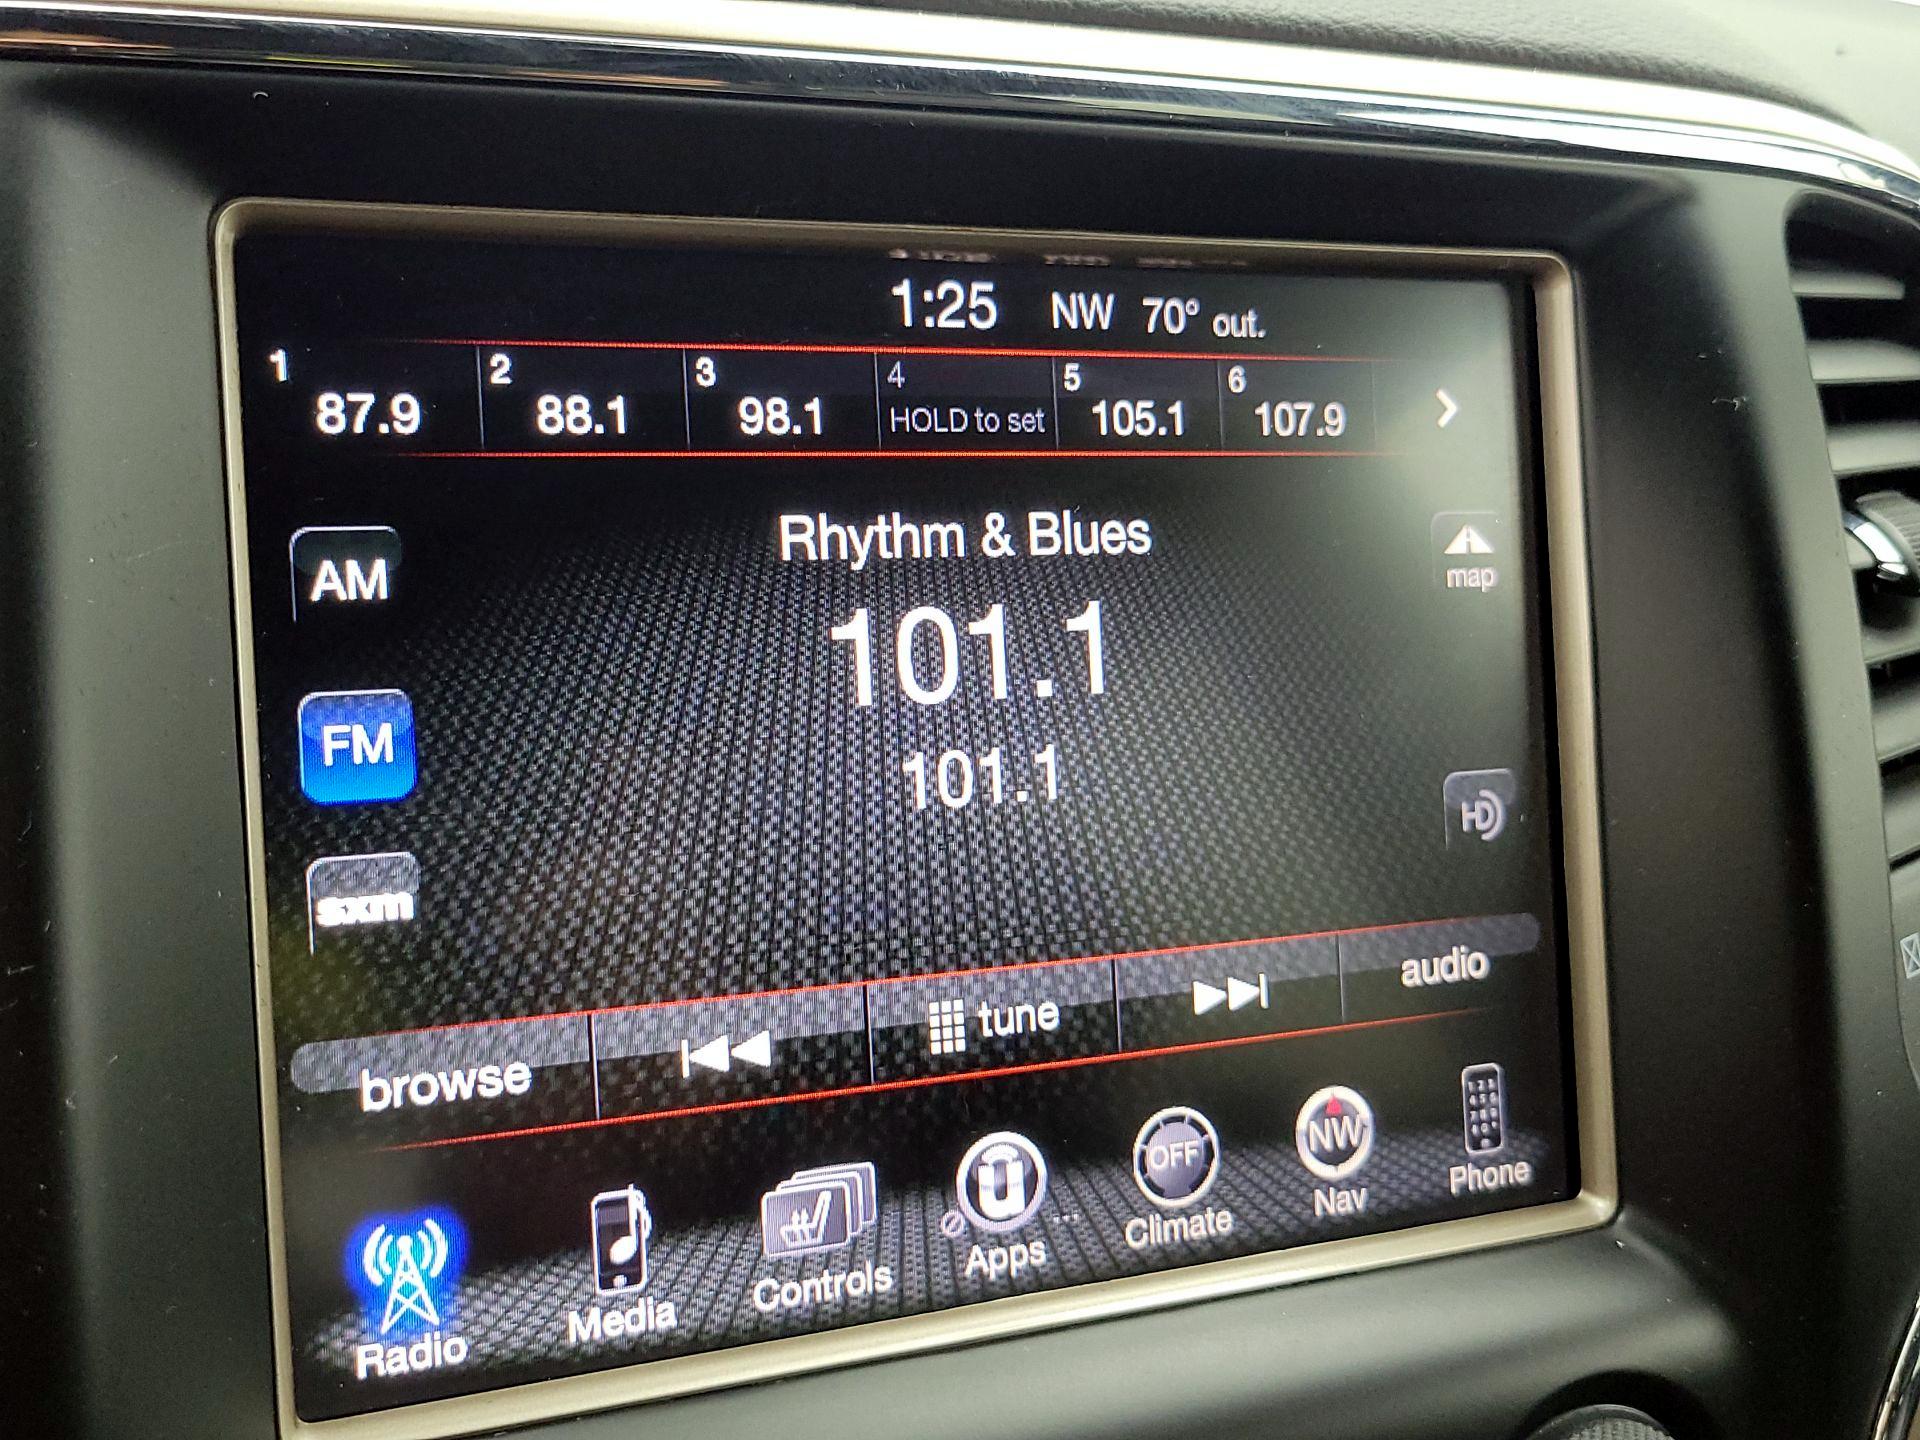 1:25 NW 70° out.
1 2 3 4 5 6
87.9 88.1 98.1 HOLD to set 105.1 107.9
AM
Rhythm & Blues
map
101.1
FM
101.1
HD
sxm
browse tune audio
OFF NW
Radio Media Controls Apps Climate Nav Phone